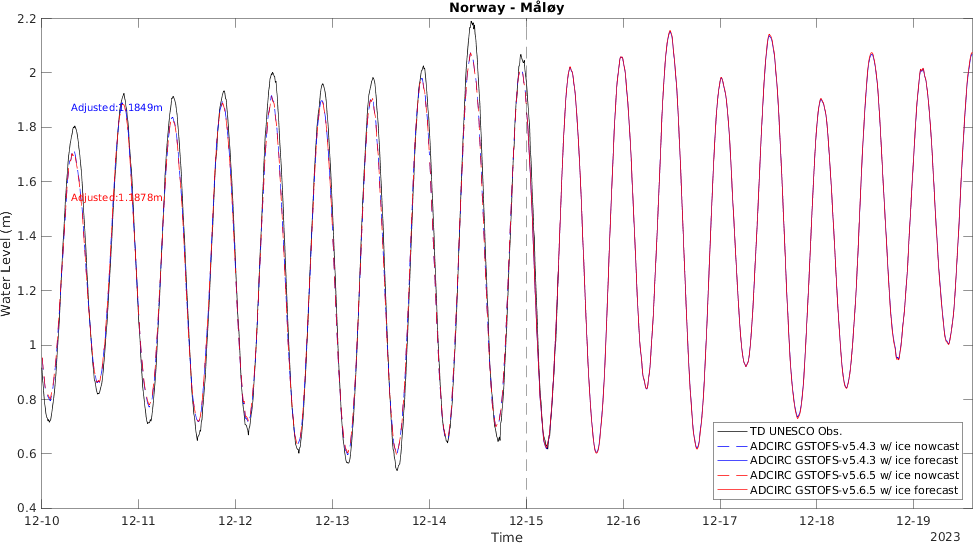 Norway - Måløy
2.2
2
1.8
1.6
1.4
1.2
1
0.8
0.6
0.4
Water Level (m)
Adjusted:1.1849m
Adjusted:1.1878m
TD UNESCO Obs.
ADCIRC GSTOFS-v5.4.3 w/ ice nowcast
ADCIRC GSTOFS-v5.4.3 w/ ice forecast
ADCIRC GSTOFS-v5.6.5 w/ ice nowcast
ADCIRC GSTOFS-v5.6.5 w/ ice forecast
12-10 12-11 12-12 12-13 12-14 12-15 12-16 12-17 12-18 12-19
Time
2023